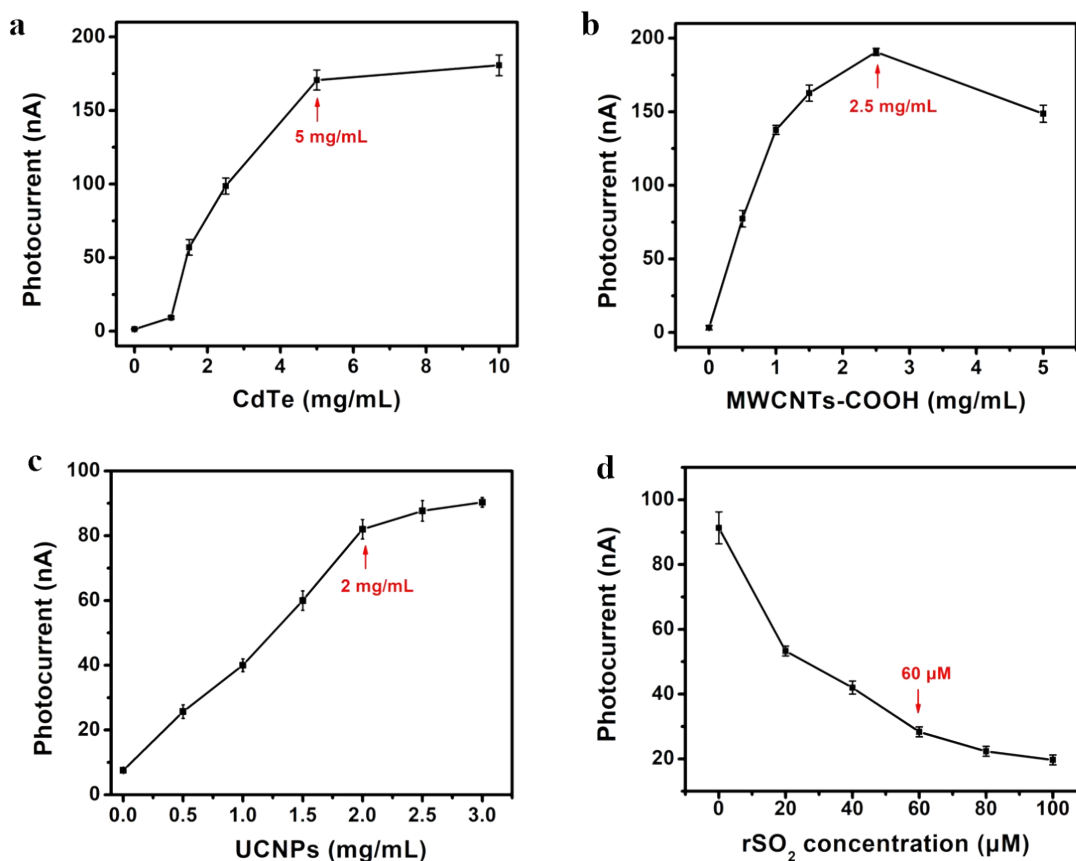 a
200
150
100
50
0
Photocurrent (nA)
5 mg/mL
0 2 4 6 8 10
CdTe (mg/mL)
b
200
150
100
50
0
Photocurrent (nA)
2.5 mg/mL
0 1 2 3 4 5
MWCNTs-COOH (mg/mL)
c
100
80
60
40
20
0
Photocurrent (nA)
2 mg/mL
0.0 0.5 1.0 1.5 2.0 2.5 3.0
UCNPs (mg/mL)
d
100
80
60
40
20
Photocurrent (nA)
60 μM
0 20 40 60 80 100
rSO₂ concentration (μM)